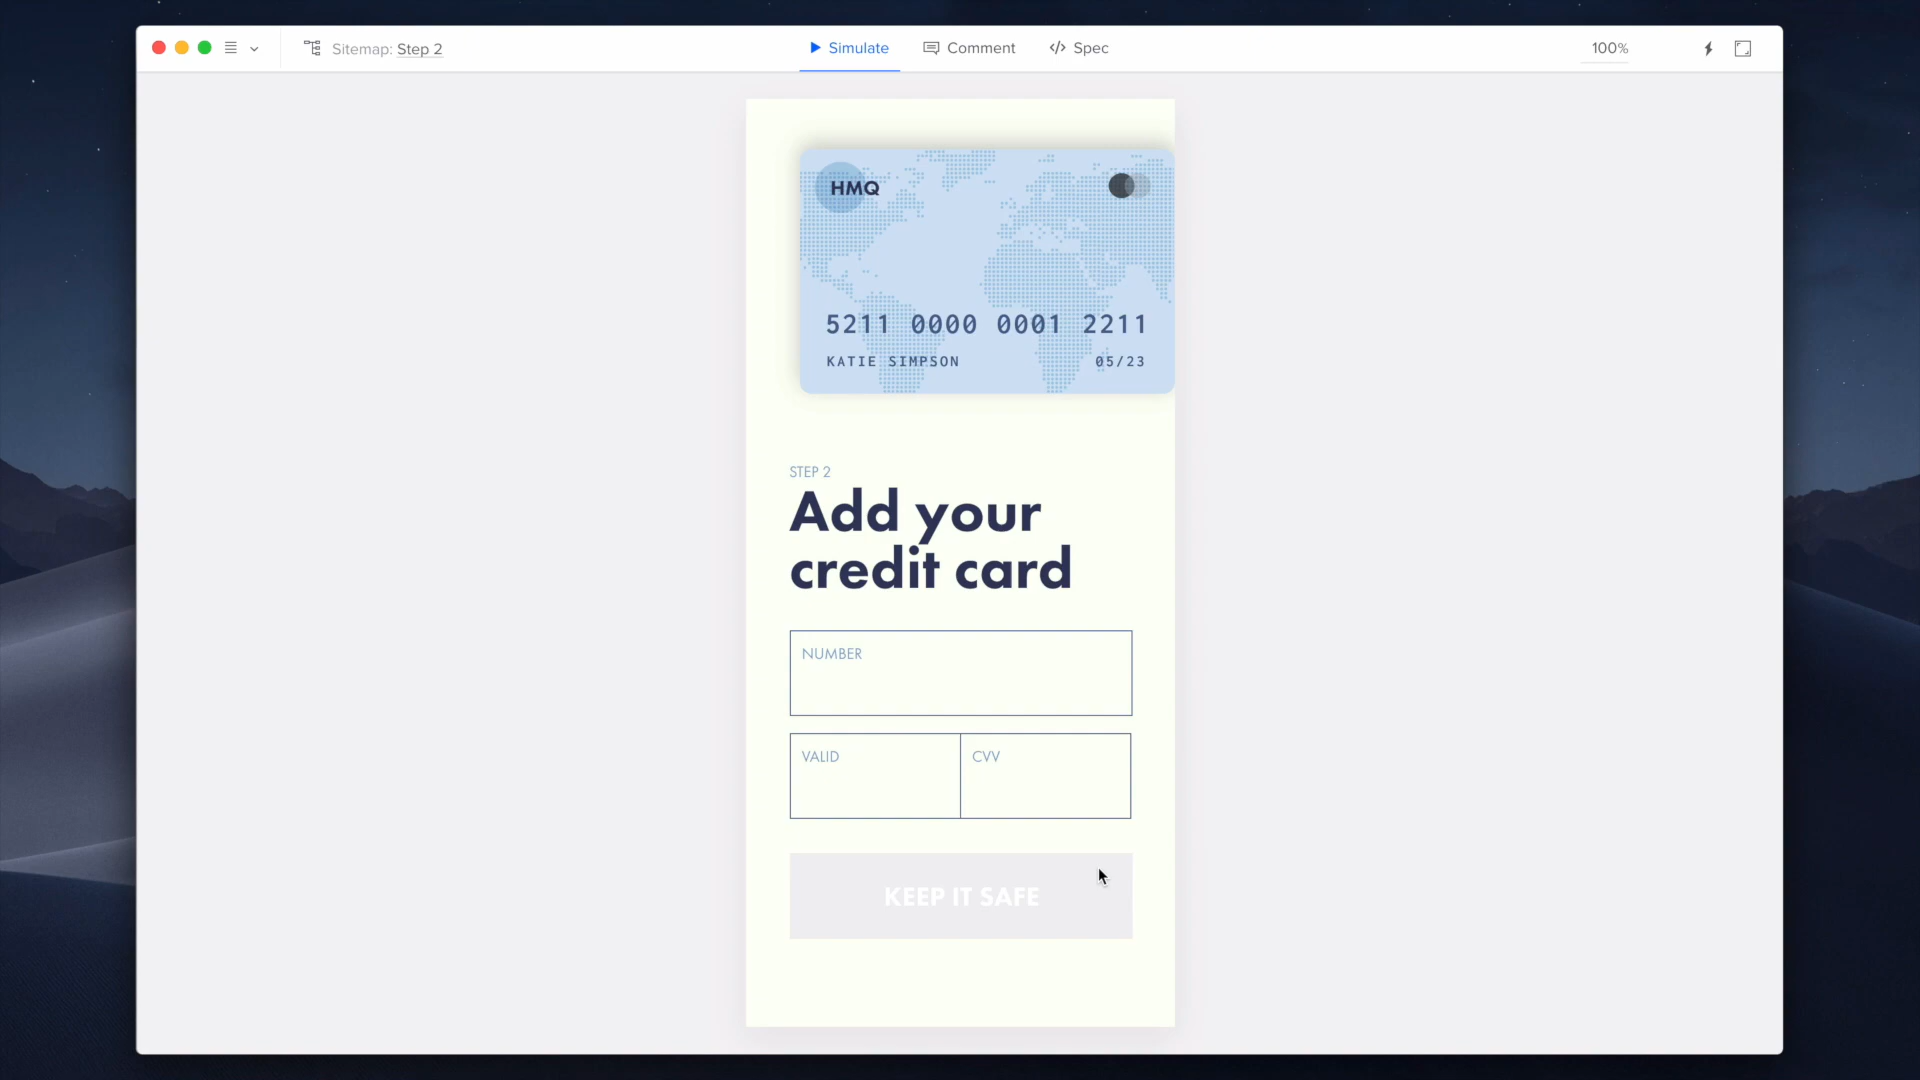 Sitemap: Step 2
Simulate
Comment
</> Spec
100%
HMQ
5211 0000 0001 2211
KATIE SIMPSON 05/23
STEP 2
Add your
credit card
NUMBER
VALID
CVV
KEEP IT SAFE